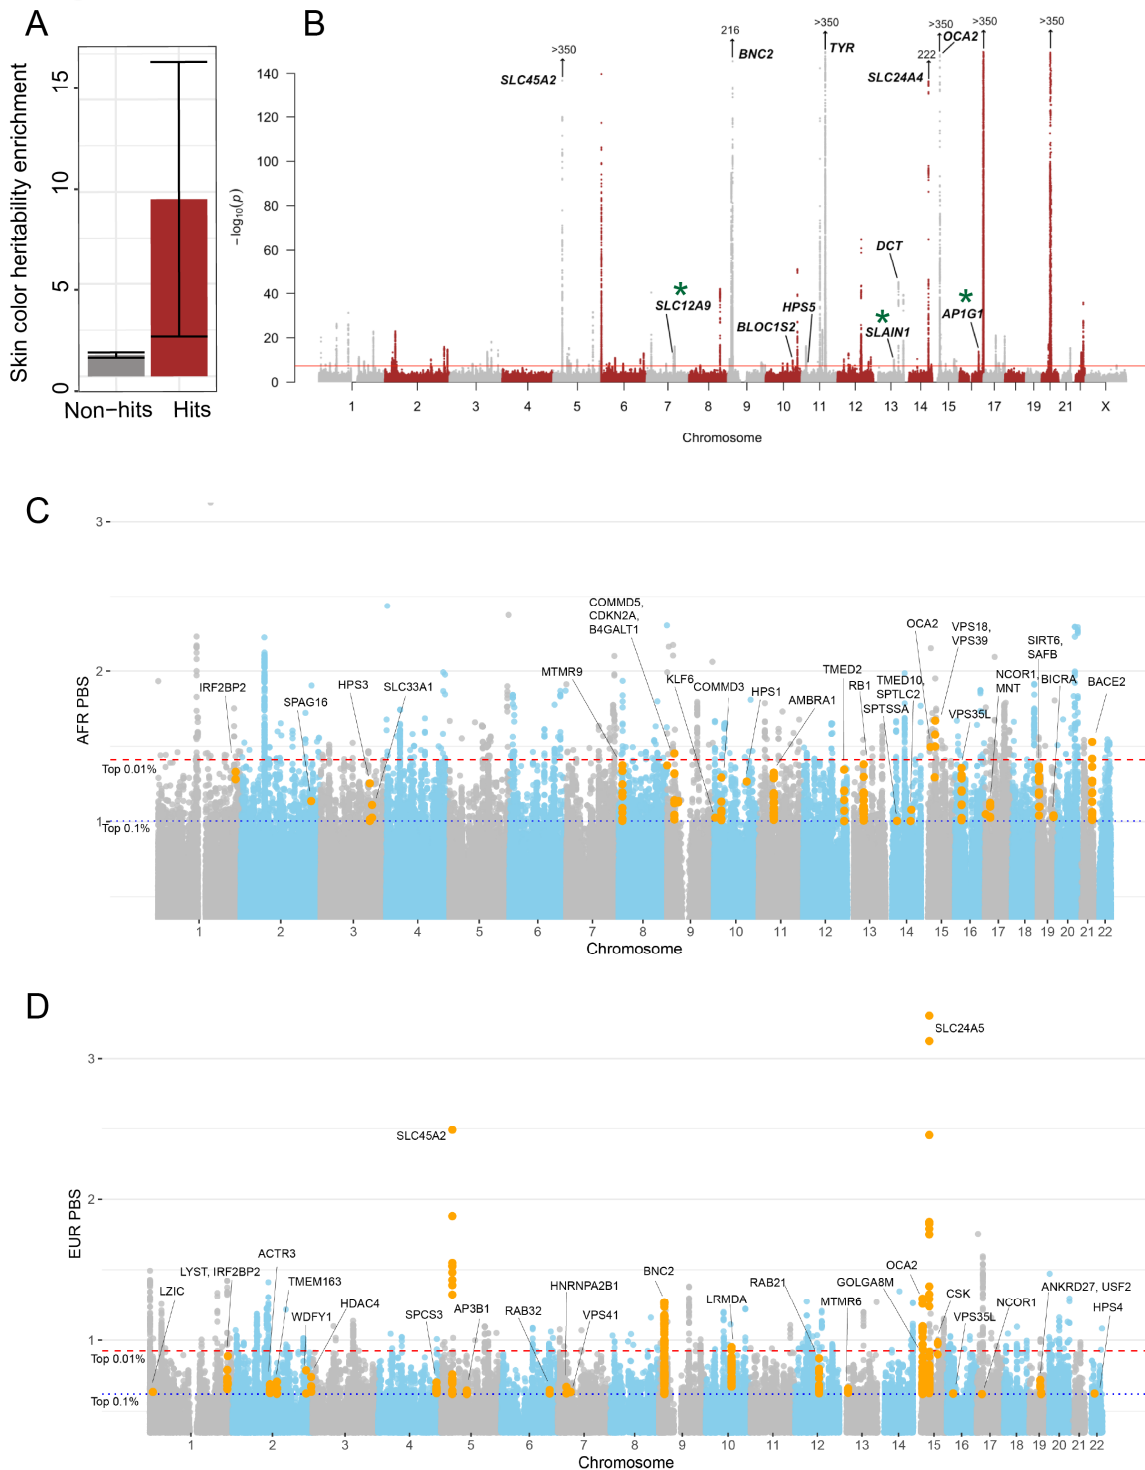 A
Skin color heritability enrichment
15
10
5
0
Non−hits Hits
B
−log10(p)
140
120
100
80
60
40
20
0
>350
SLC45A2
216
BNC2
TYR
>350
SLC24A4
222
>350
OCA2
>350
>350
DCT
*
SLC12A9
HPS5
BLOC1S2
*
SLAIN1
*
AP1G1
1 2 3 4 5 6 7 8 9 10 11 12 13 14 15 17 19 21 X
Chromosome
C
AFR PBS
3
2
1
Top 0.01%
Top 0.1%
IRF2BP2
SPAG16
HPS3
SLC33A1
MTMR9
COMMD5,
CDKN2A,
B4GALT1
KLF6
COMMD3
HPS1
AMBRA1
TMED2
RB1
TMED10,
SPTLC2
SPTSSA
OCA2
VPS18,
VPS39
VPS35L
NCOR1,
MNT
SIRT6,
SAFB
BICRA
BACE2
1 2 3 4 5 6 7 8 9 10 11 12 13 14 15 16 17 18 19 20 21 22
Chromosome
D
EUR PBS
3
2
1
Top 0.01%
Top 0.1%
LZIC
LYST, IRF2BP2
ACTR3
TMEM163
WDFY1
HDAC4
SLC45A2
SPCS3
AP3B1
RAB32
HNRNPA2B1
VPS41
BNC2
LRMDA
RAB21
MTMR6
GOLGA8M
OCA2
SLC24A5
CSK
VPS35L
NCOR1
ANKRD27, USF2
HPS4
1 2 3 4 5 6 7 8 9 10 11 12 13 14 15 16 17 18 19 20 21 22
Chromosome